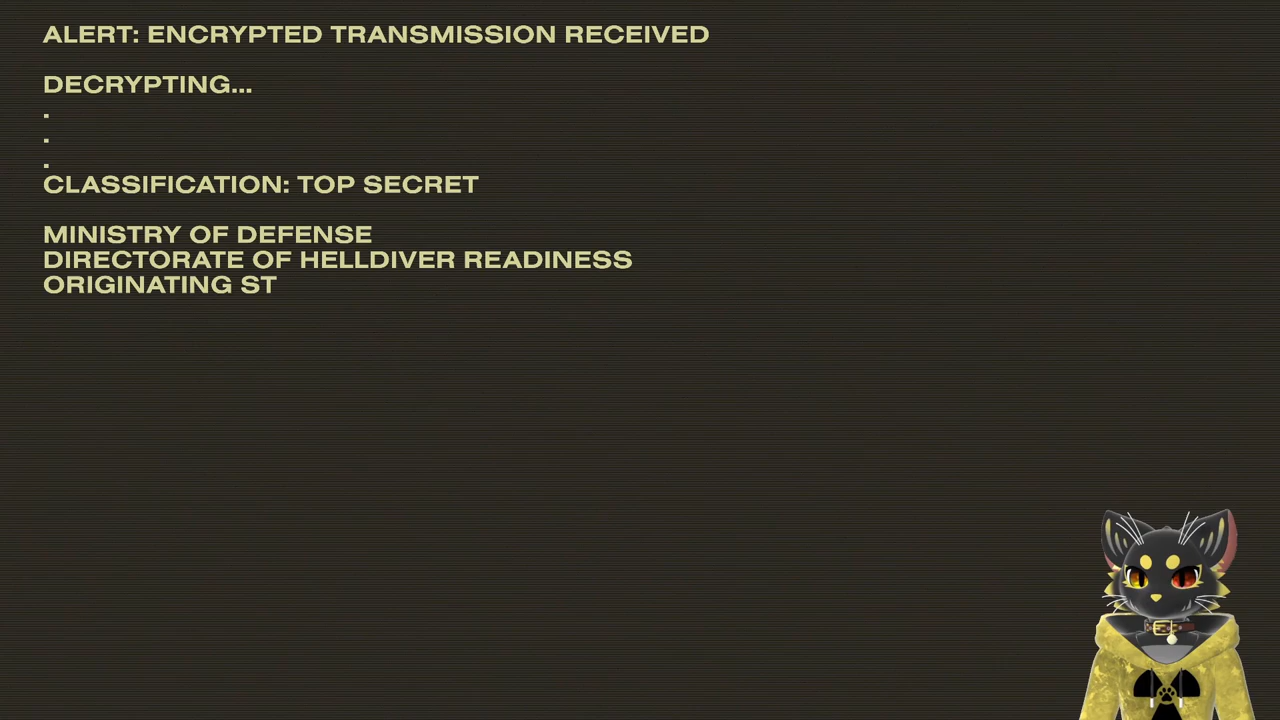 ALERT: ENCRYPTED TRANSMISSION RECEIVED
DECRYPTING...
.
.
.
CLASSIFICATION: TOP SECRET
MINISTRY OF DEFENSE
DIRECTORATE OF HELLDIVER READINESS
ORIGINATING ST